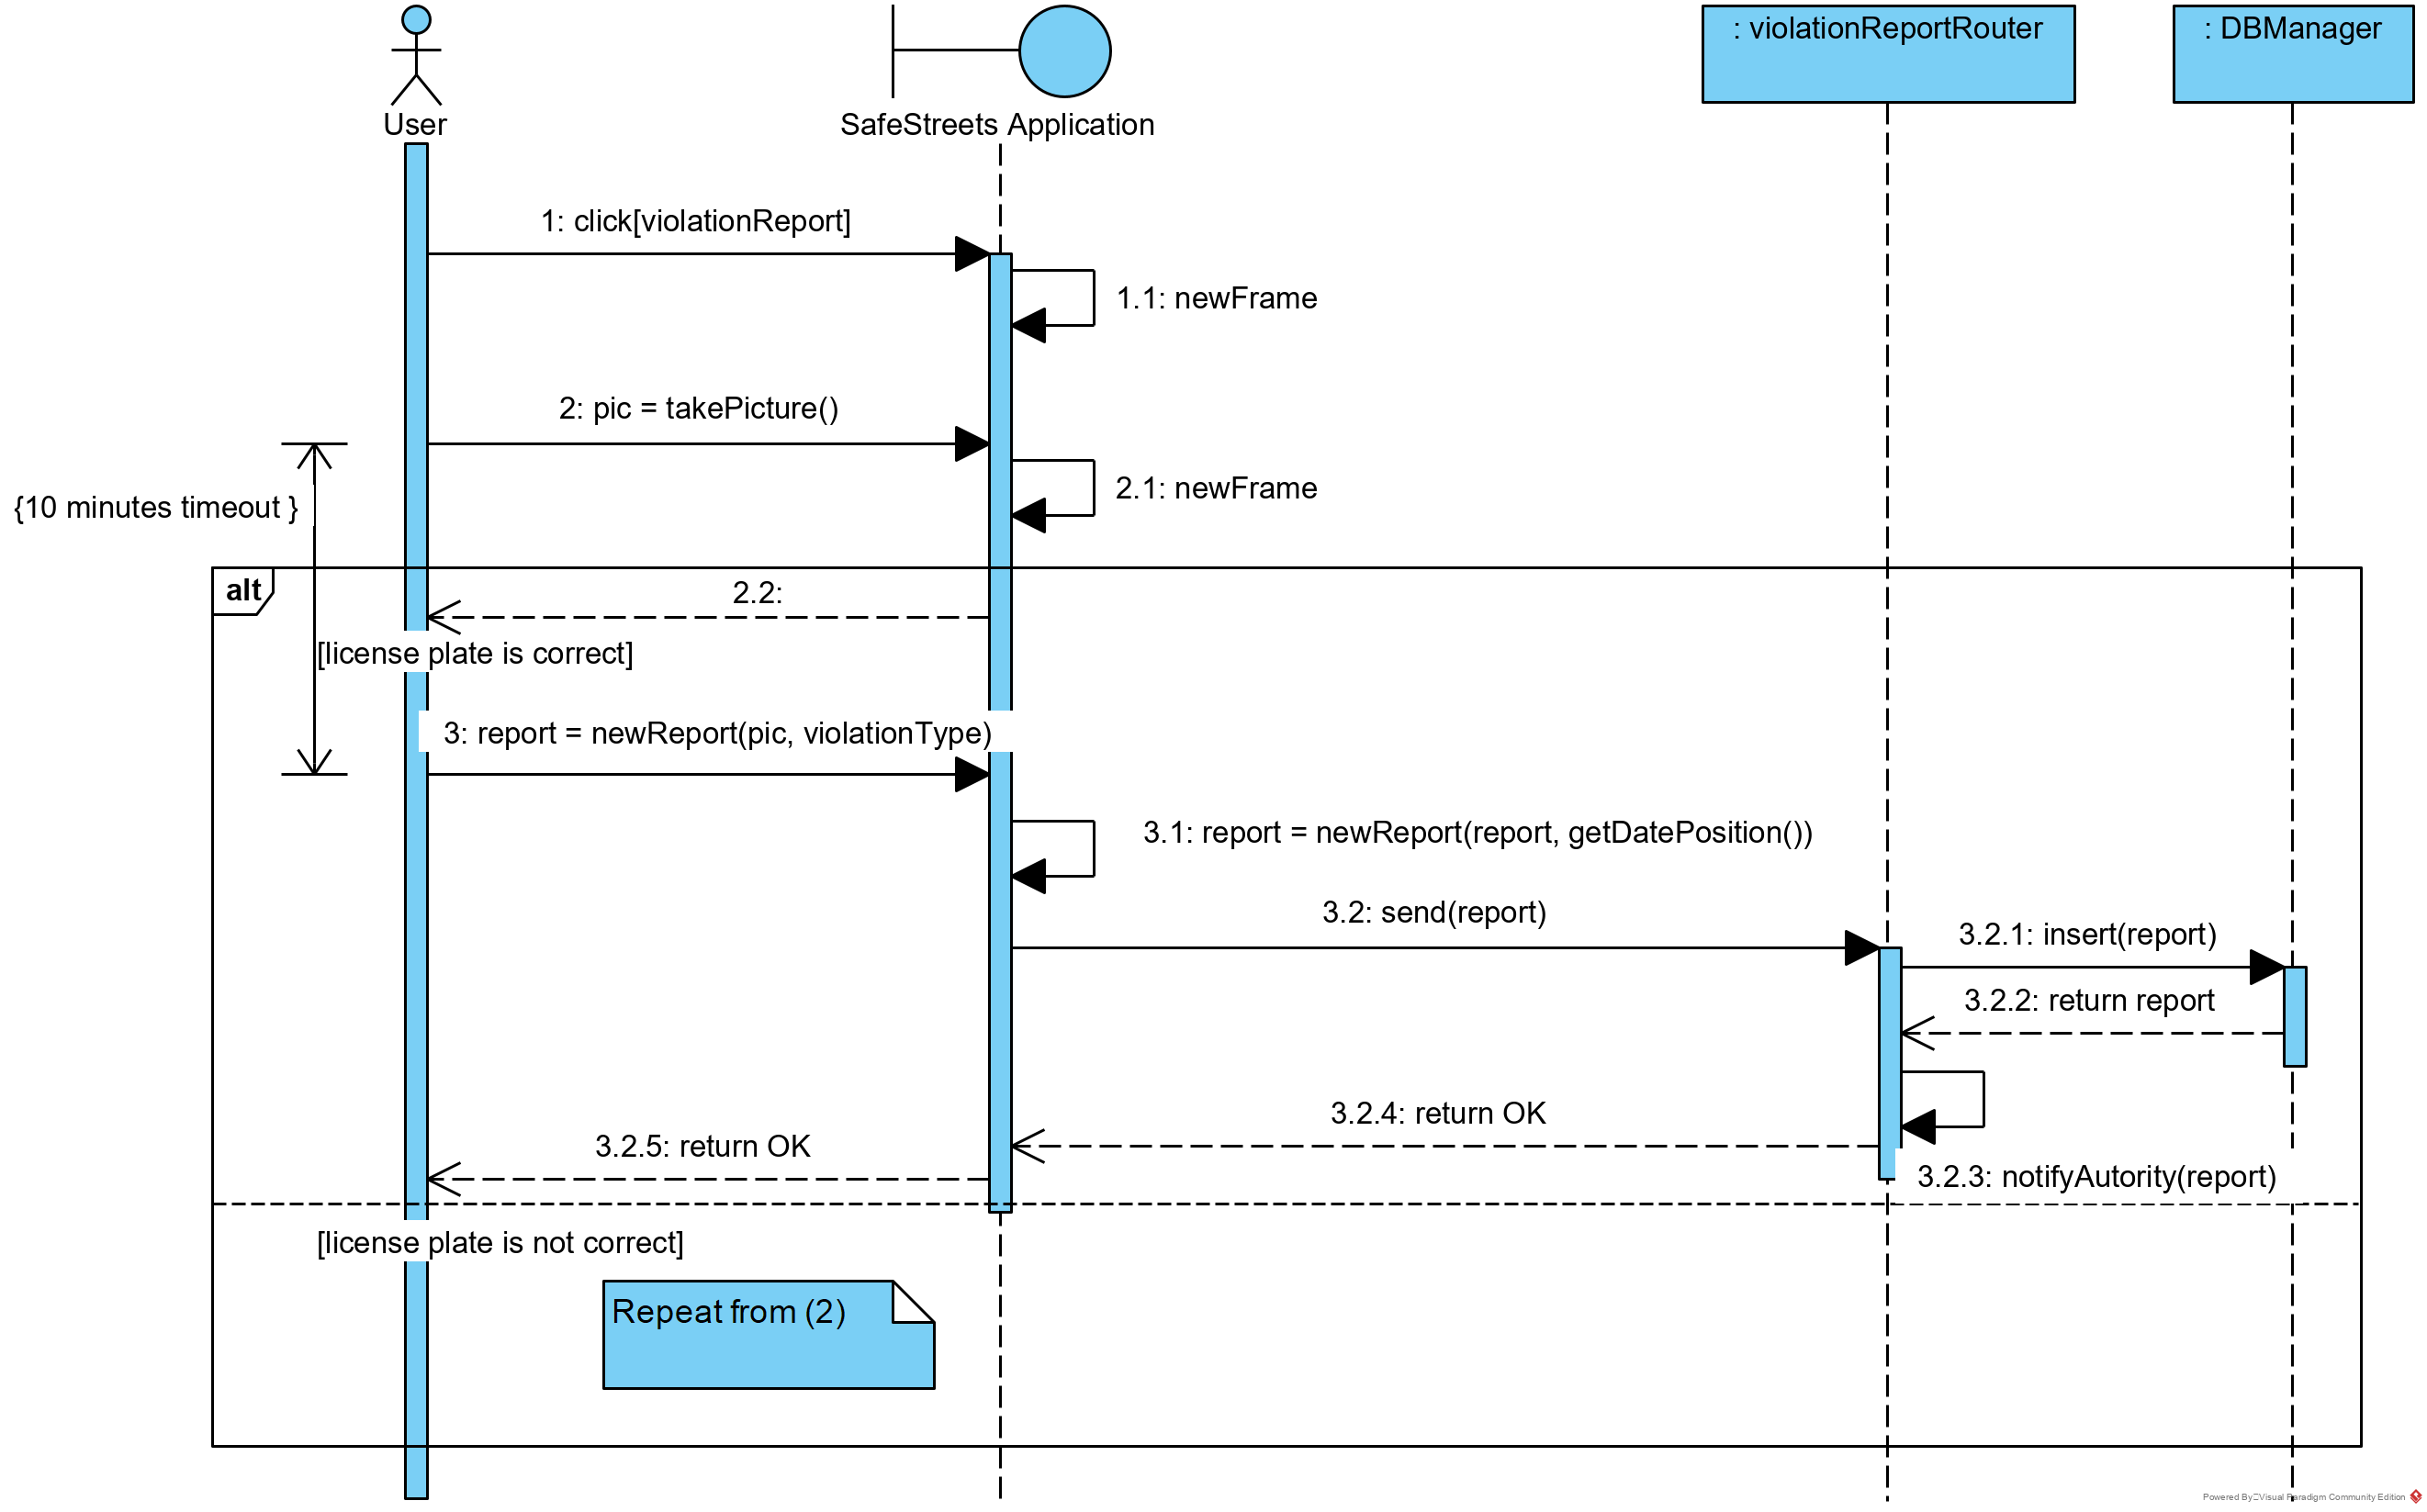 User
SafeStreets Application
: violationReportRouter
: DBManager
1: click[violationReport]
1.1: newFrame
2: pic = takePicture()
2.1: newFrame
{10 minutes timeout }
alt
2.2:
[license plate is correct]
3: report = newReport(pic, violationType)
3.1: report = newReport(report, getDatePosition())
3.2: send(report)
3.2.1: insert(report)
3.2.2: return report
3.2.4: return OK
3.2.5: return OK
3.2.3: notifyAutority(report)
[license plate is not correct]
Repeat from (2)
Powered By Visual Paradigm Community Edition